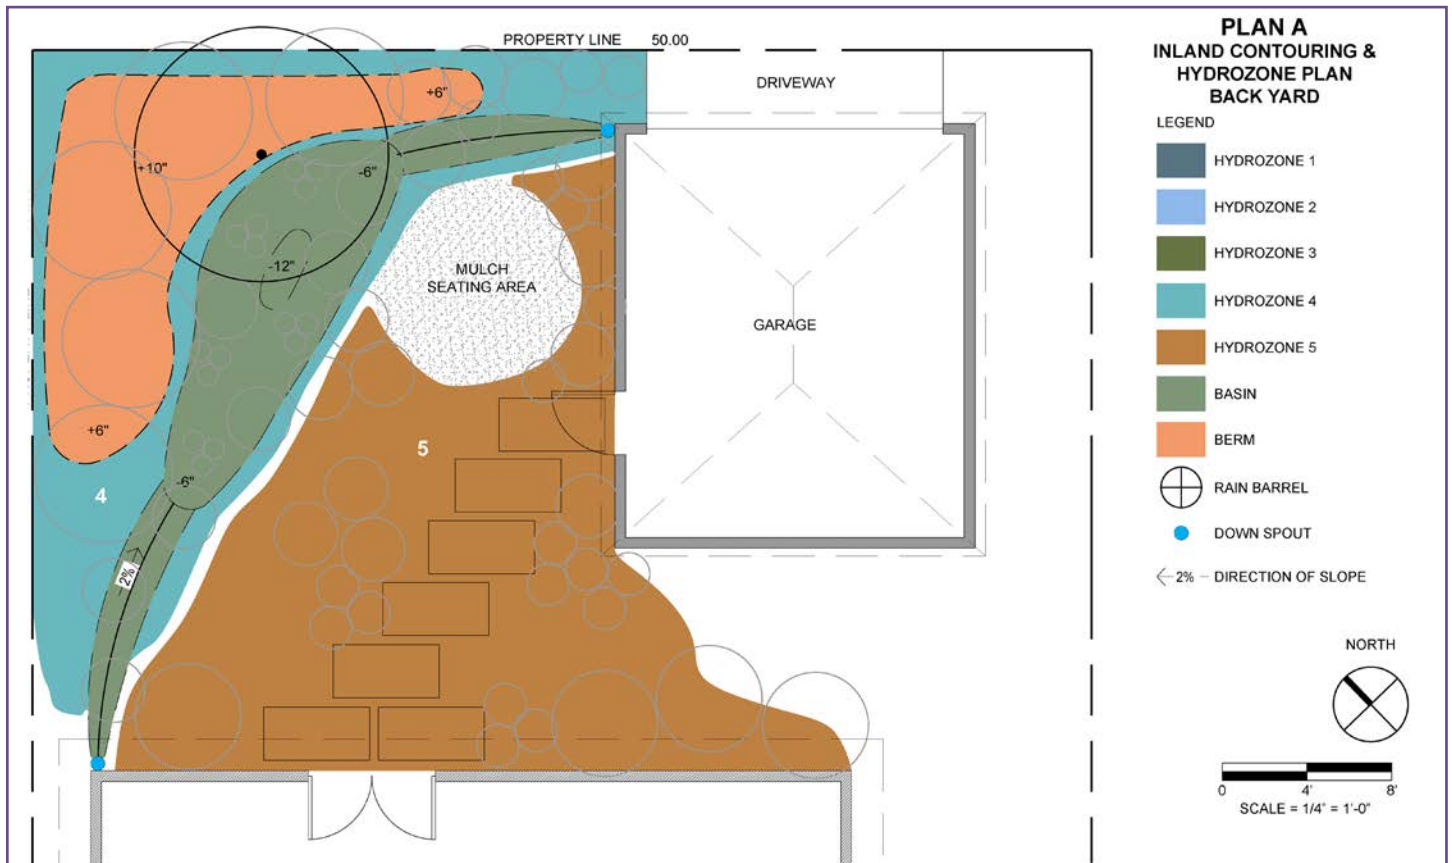 PROPERTY LINE 50.00
DRIVEWAY
+6"
+10"
-6"
-12"
MULCH
SEATING AREA
GARAGE
+6"
5
-6"
4
2%
PLAN A
INLAND CONTOURING &
HYDROZONE PLAN
BACK YARD
LEGEND
HYDROZONE 1
HYDROZONE 2
HYDROZONE 3
HYDROZONE 4
HYDROZONE 5
BASIN
BERM
RAIN BARREL
DOWN SPOUT
2% DIRECTION OF SLOPE
NORTH
0 4' 8'
SCALE = 1/4" = 1'-0"